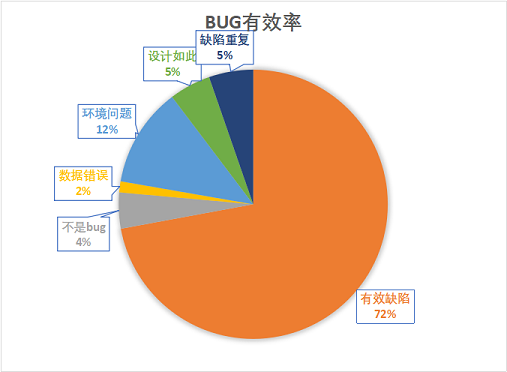 BUG有效率
缺陷重复
5%
设计如此
5%
环境问题
12%
数据错误
2%
不是bug
4%
有效缺陷
72%